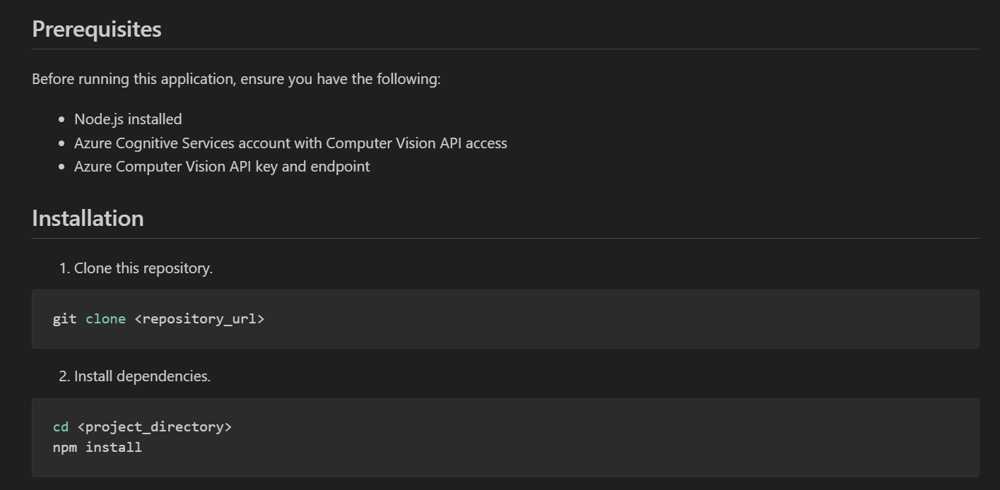 Prerequisites
Before running this application, ensure you have the following:
• Node.js installed
• Azure Cognitive Services account with Computer Vision API access
• Azure Computer Vision API key and endpoint
Installation
1. Clone this repository.
git clone <repository_url>
2. Install dependencies.
cd <project_directory>
npm install